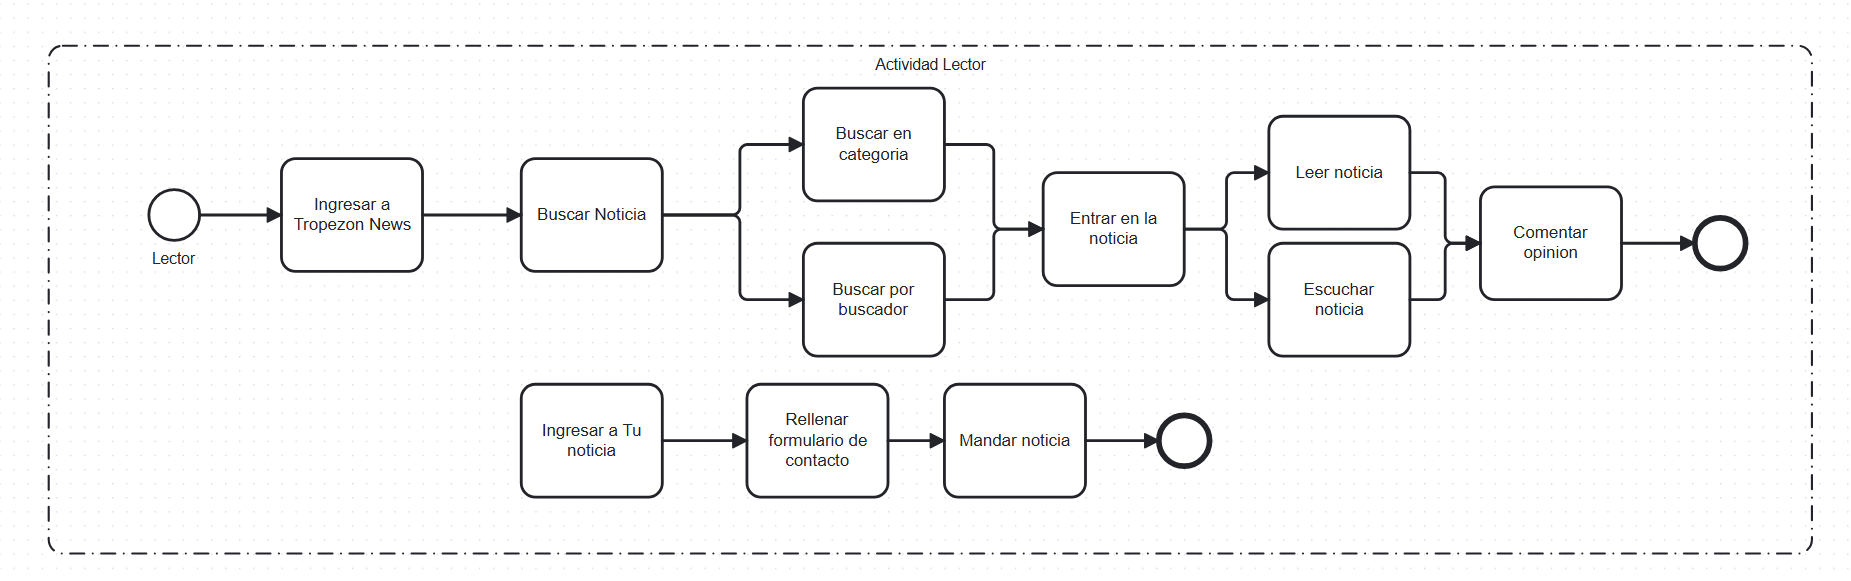 Actividad Lector
Lector
Ingresar a
Tropezon News
Buscar Noticia
Buscar en
categoria
Buscar por
buscador
Entrar en la
noticia
Leer noticia
Escuchar
noticia
Comentar
opinion
Ingresar a Tu
noticia
Rellenar
formulario de
contacto
Mandar noticia